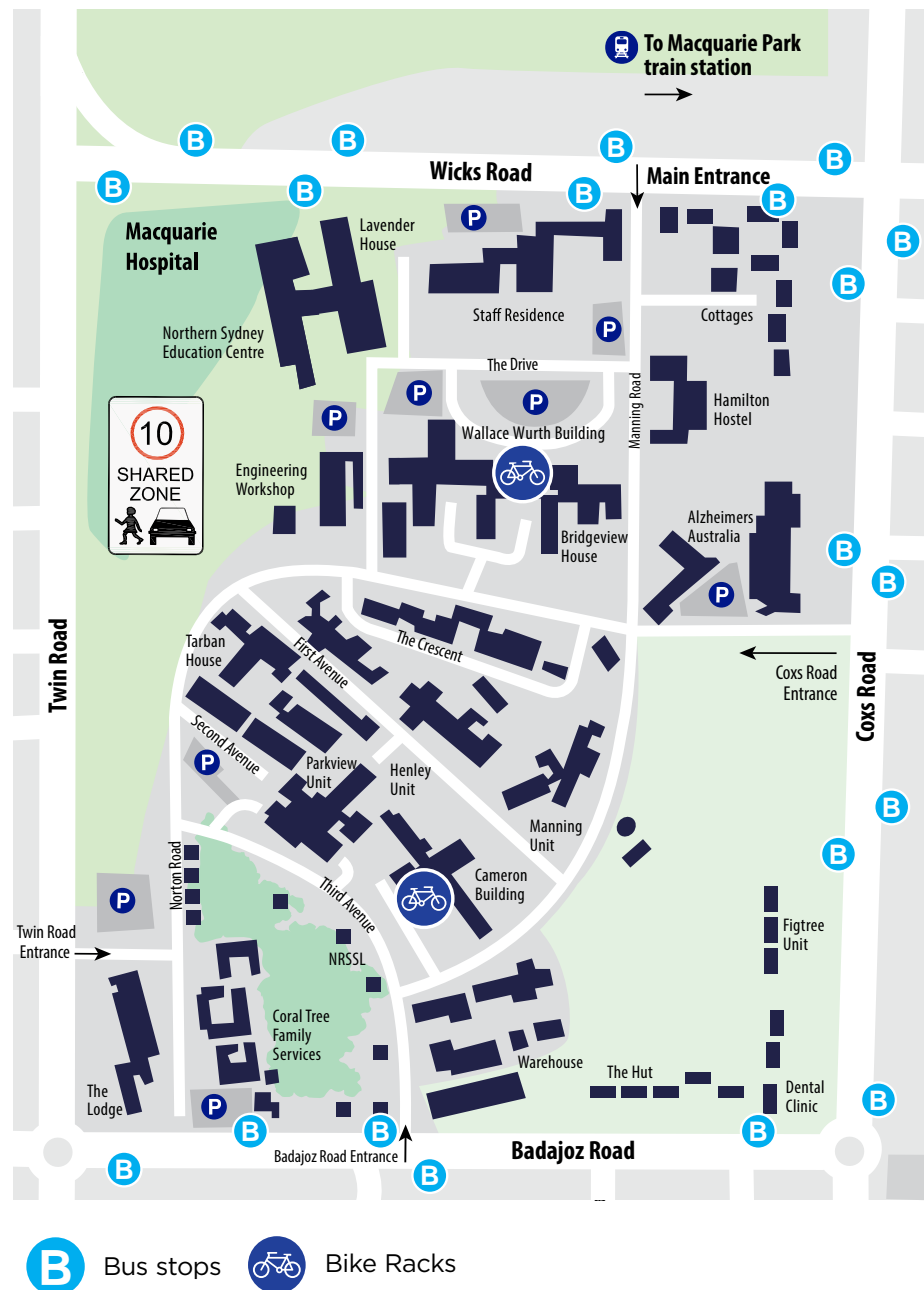 To Macquarie Park
train station
B
B
B
B
Wicks Road
Main Entrance
B
B
B
B
P
Lavender
House
Macquarie
Hospital
B
B
Staff Residence
Cottages
P
Northern Sydney
Education Centre
The Drive
P
P
Manning Road
Hamilton
Hostel
10
SHARED
ZONE
P
Wallace Wurth Building
Engineering
Workshop
Bridgeview
House
Alzheimers
Australia
B
B
P
Twin Road
Tarban
House
First Avenue
The Crescent
Coxs Road
Entrance
Coxs Road
Second Avenue
P
Parkview
Unit
Henley
Unit
B
Manning
Unit
B
Norton Road
Third Avenue
Cameron
Building
P
Twin Road
Entrance
NRSSL
Figtree
Unit
Coral Tree
Family
Services
Warehouse
The Hut
The
Lodge
P
Dental
Clinic
B
B
B
B
Badajoz Road Entrance
Badajoz Road
B
B
B
Bus stops
Bike Racks